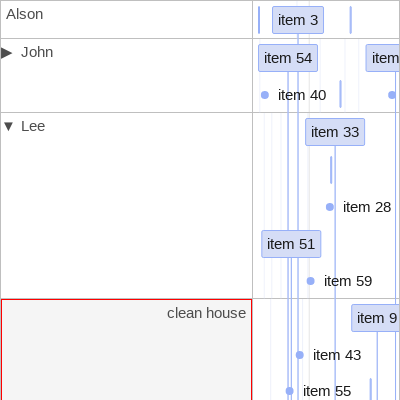 Alson
item 3
▶ John
item 54
item
item 40
▼ Lee
item 33
item 28
item 51
item 59
clean house
item 9
item 43
item 55